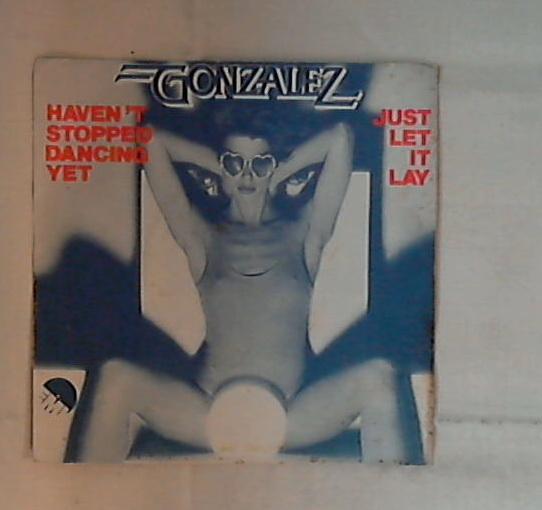 GONZALEZ
HAVEN'T
STOPPED
DANCING
YET
JUST
LET
IT
LAY